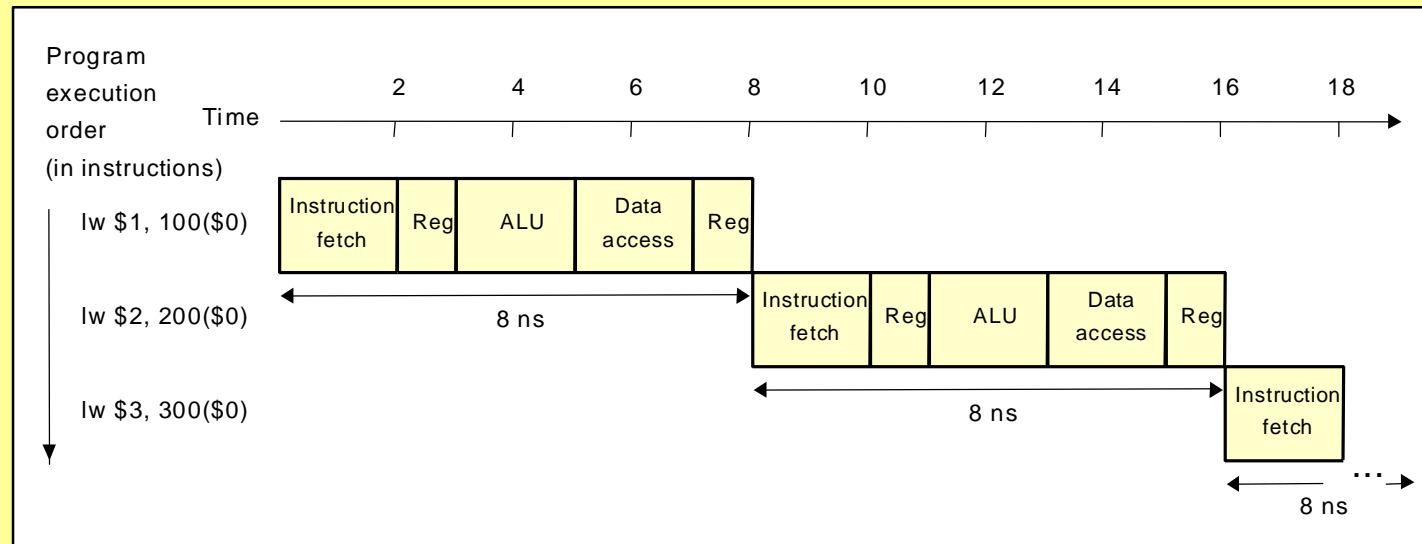 Program
execution
order
(in instructions)
Time
2 4 6 8 10 12 14 16 18
lw $1, 100($0)
Instruction
fetch
Reg
ALU
Data
access
Reg
8 ns
lw $2, 200($0)
Instruction
fetch
Reg
ALU
Data
access
Reg
8 ns
lw $3, 300($0)
Instruction
fetch
...
8 ns